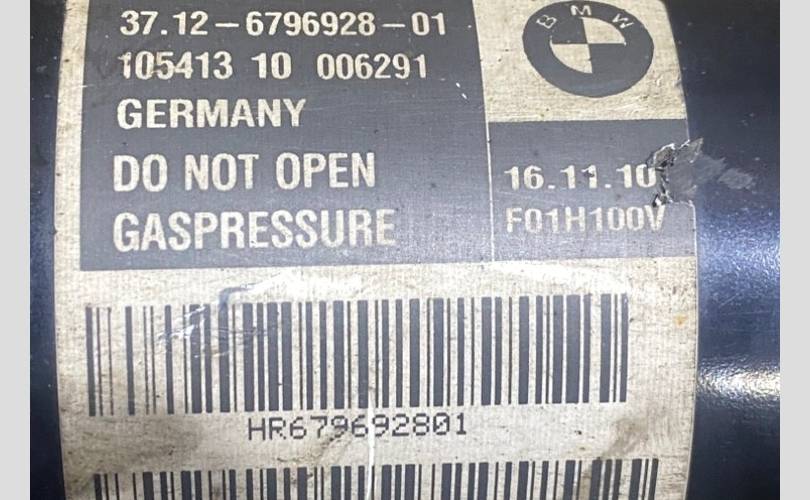 37.12-6796928-01
105413 10 006291
GERMANY
DO NOT OPEN
GASPRESSURE
BMW
16.11.10
F01H100V
HR679692801